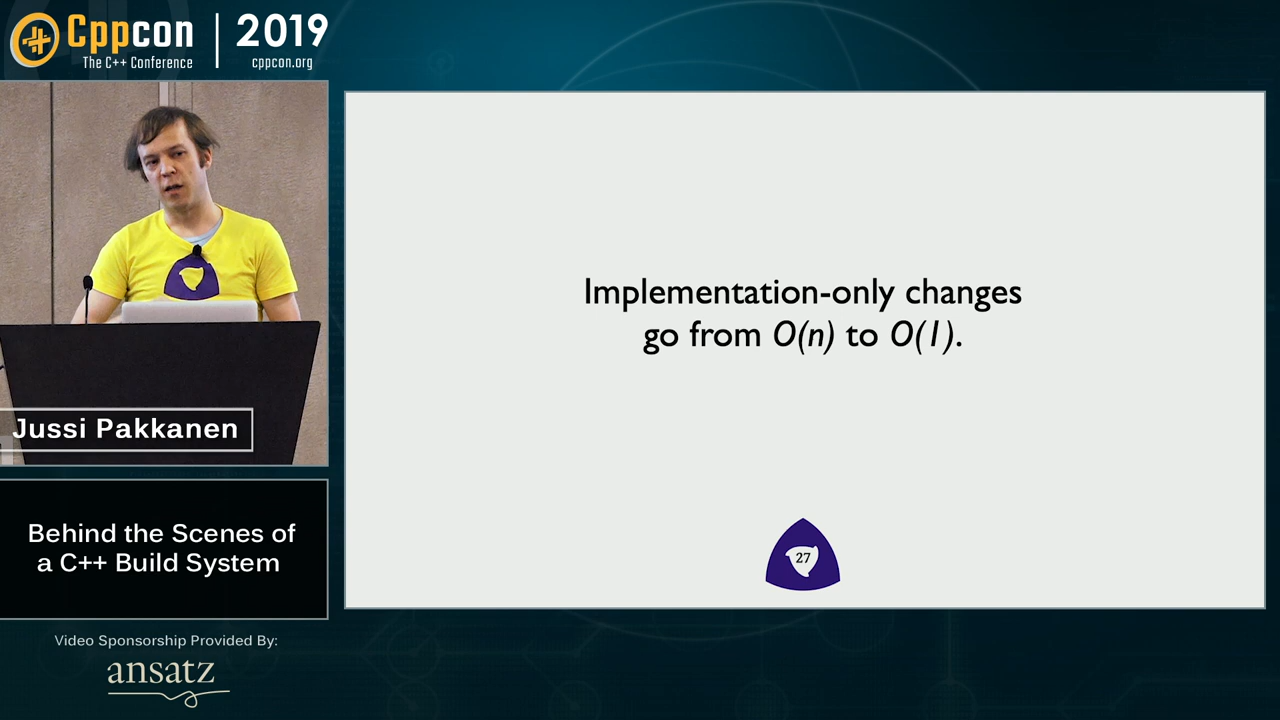 Cppcon
The C++ Conference
2019
cppcon.org
Jussi Pakkanen
Behind the Scenes of
a C++ Build System
Video Sponsorship Provided By:
ansatz
Implementation-only changes
go from O(n) to O(1).
27